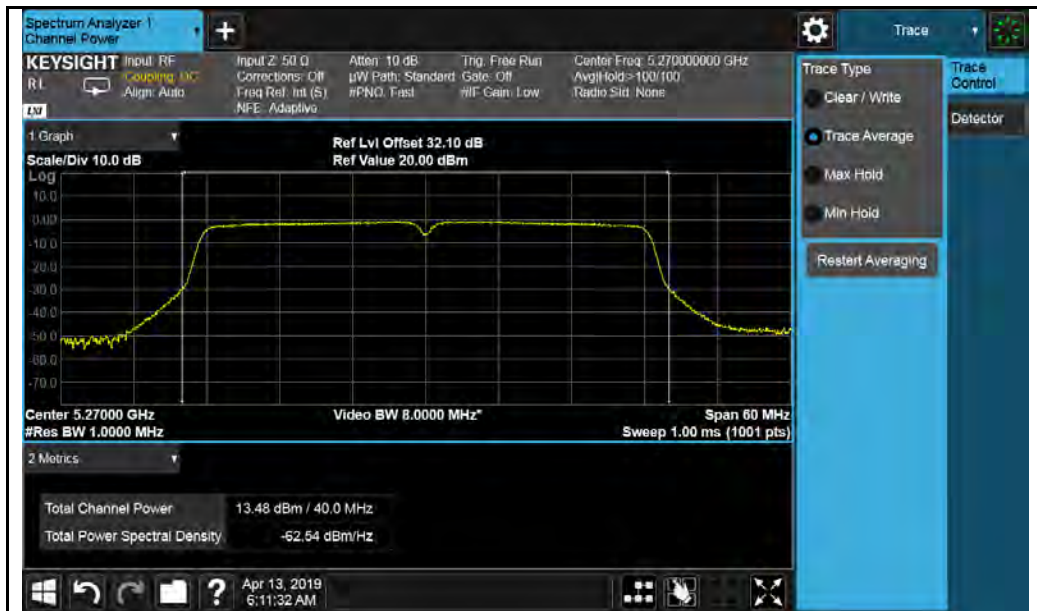 Spectrum Analyzer 1
Channel Power
+
Trace
KEYSIGHT
R L
LXI
Input: RF
Coupling: DC
Align: Auto
Input Z: 50 Ω
Corrections: Off
Freq Ref: Int (S)
NFE: Adaptive
Atten: 10 dB
µW Path: Standard
#PNO: Fast
Trig: Free Run
Gate: Off
#IF Gain: Low
Center Freq: 5.270000000 GHz
Avg|Hold:>100/100
Radio Std: None
Trace Type
Clear / Write
Trace Average
Max Hold
Min Hold
Restart Averaging
Trace
Control
Detector
1 Graph
Scale/Div 10.0 dB
Ref Lvl Offset 32.10 dB
Ref Value 20.00 dBm
Log
10.0
0.00
-10.0
-20.0
-30.0
-40.0
-50.0
-60.0
-70.0
Center 5.27000 GHz
#Res BW 1.0000 MHz
Video BW 8.0000 MHz*
Span 60 MHz
Sweep 1.00 ms (1001 pts)
2 Metrics
Total Channel Power 13.48 dBm / 40.0 MHz
Total Power Spectral Density -62.54 dBm/Hz
?
Apr 13, 2019
6:11:32 AM